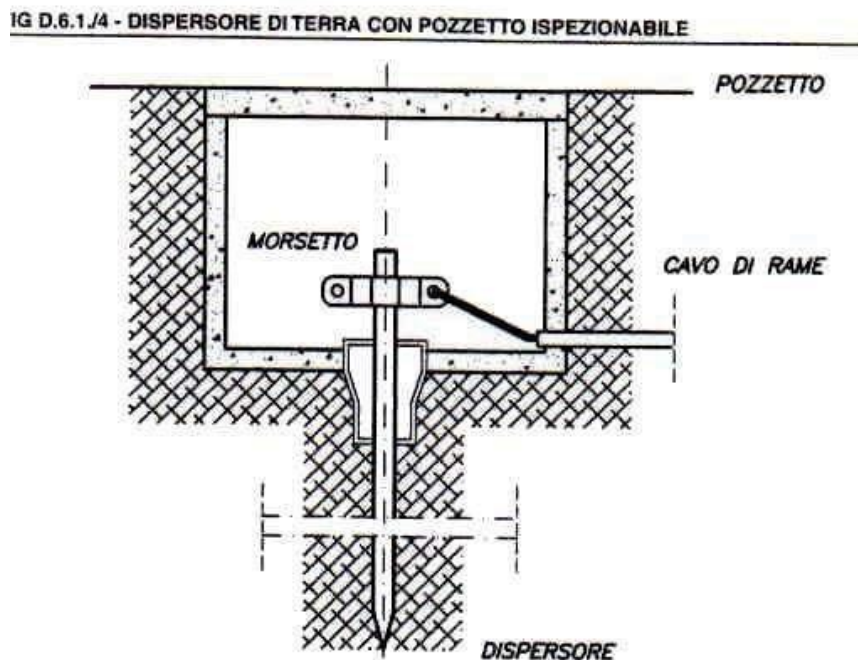 IG D.6.1./4 - DISPERSORE DI TERRA CON POZZETTO ISPEZIONABILE
POZZETTO
MORSETTO
CAVO DI RAME
DISPERSORE